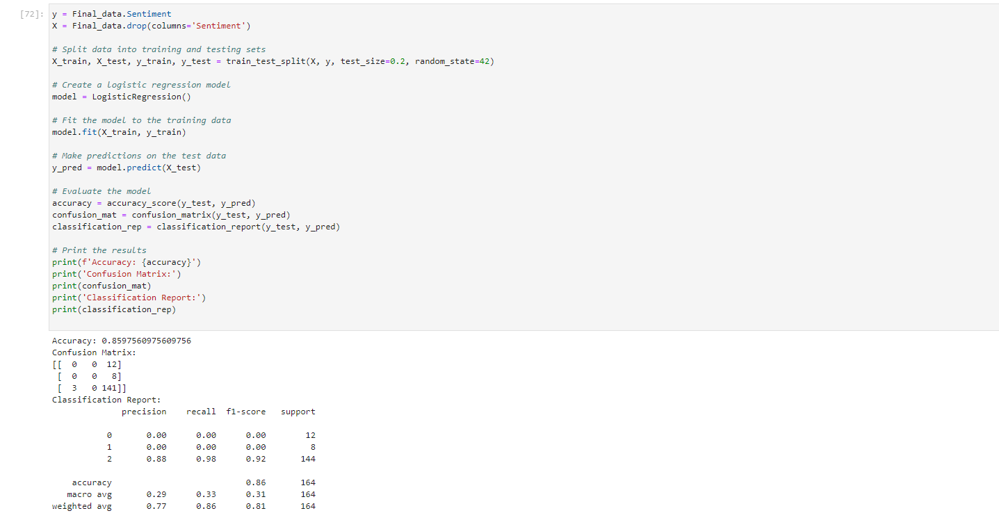 [72]: y = Final_data.Sentiment
X = Final_data.drop(columns='Sentiment')
# Split data into training and testing sets
X_train, X_test, y_train, y_test = train_test_split(X, y, test_size=0.2, random_state=42)
# Create a logistic regression model
model = LogisticRegression()
# Fit the model to the training data
model.fit(X_train, y_train)
# Make predictions on the test data
y_pred = model.predict(X_test)
# Evaluate the model
accuracy = accuracy_score(y_test, y_pred)
confusion_mat = confusion_matrix(y_test, y_pred)
classification_rep = classification_report(y_test, y_pred)
# Print the results
print(f'Accuracy: {accuracy}')
print('Confusion Matrix:')
print(confusion_mat)
print('Classification Report:')
print(classification_rep)
Accuracy: 0.8597560975609756
Confusion Matrix:
[[  0   0  12]
 [  0   0   8]
 [  3   0 141]]
Classification Report:
              precision    recall  f1-score   support
           0       0.00      0.00      0.00        12
           1       0.00      0.00      0.00         8
           2       0.88      0.98      0.92       144
    accuracy                           0.86       164
   macro avg       0.29      0.33      0.31       164
weighted avg       0.77      0.86      0.81       164